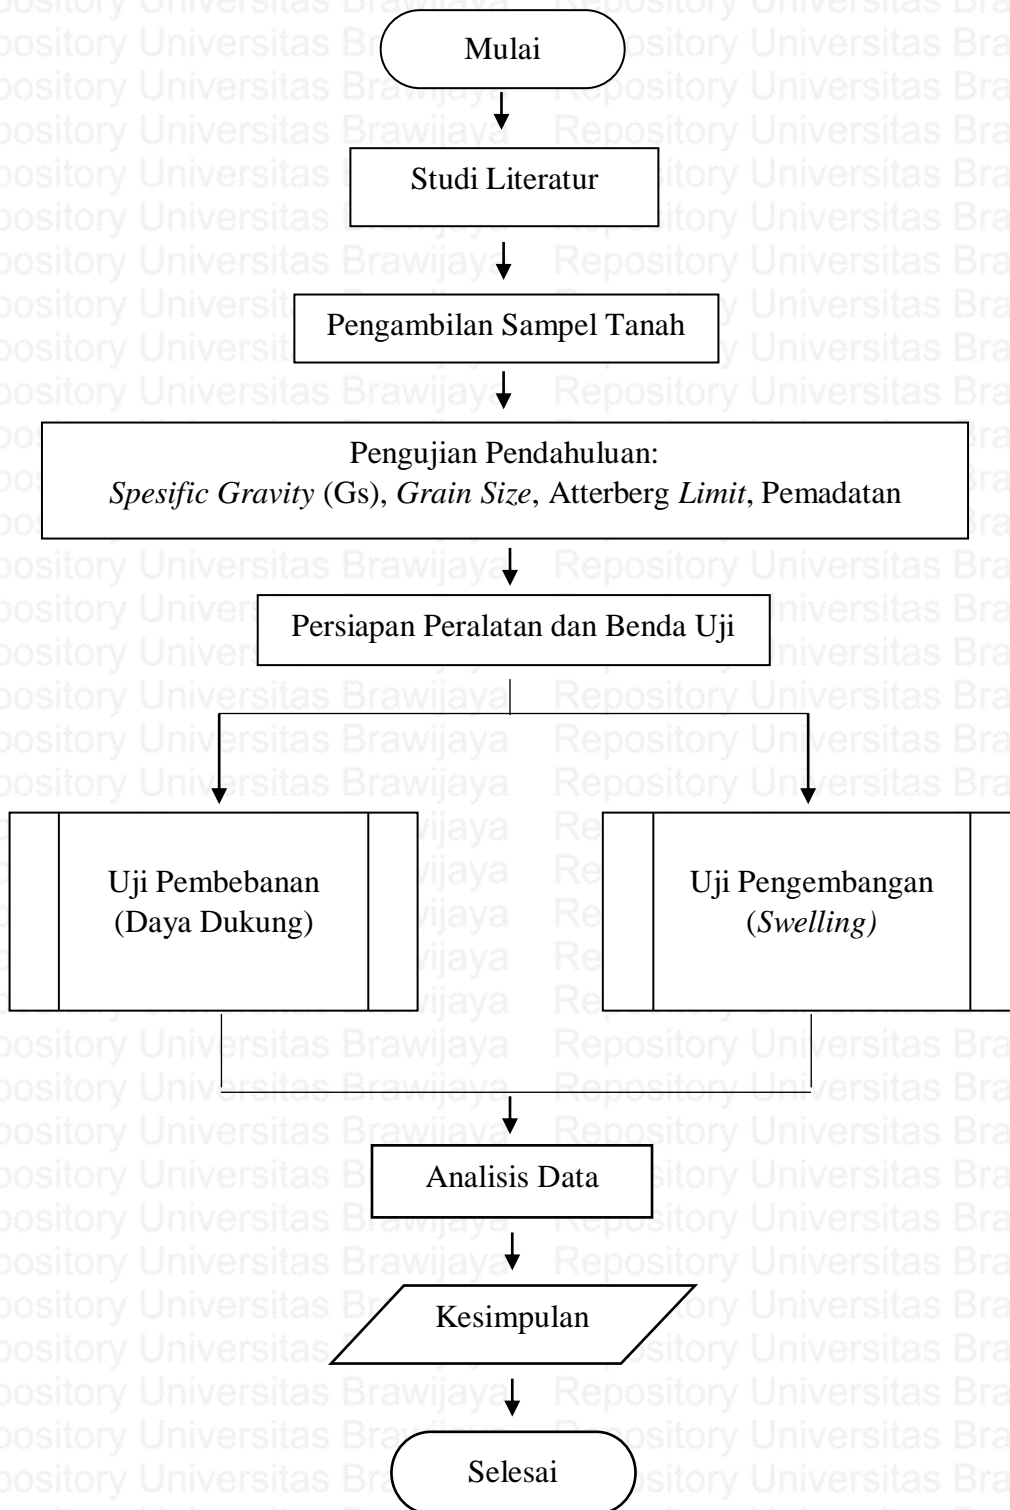 Mulai
Studi Literatur
Pengambilan Sampel Tanah
Pengujian Pendahuluan:
Spesific Gravity (Gs), Grain Size, Atterberg Limit, Pemadatan
Persiapan Peralatan dan Benda Uji
Uji Pembebanan
(Daya Dukung)
Uji Pengembangan
(Swelling)
Analisis Data
Kesimpulan
Selesai